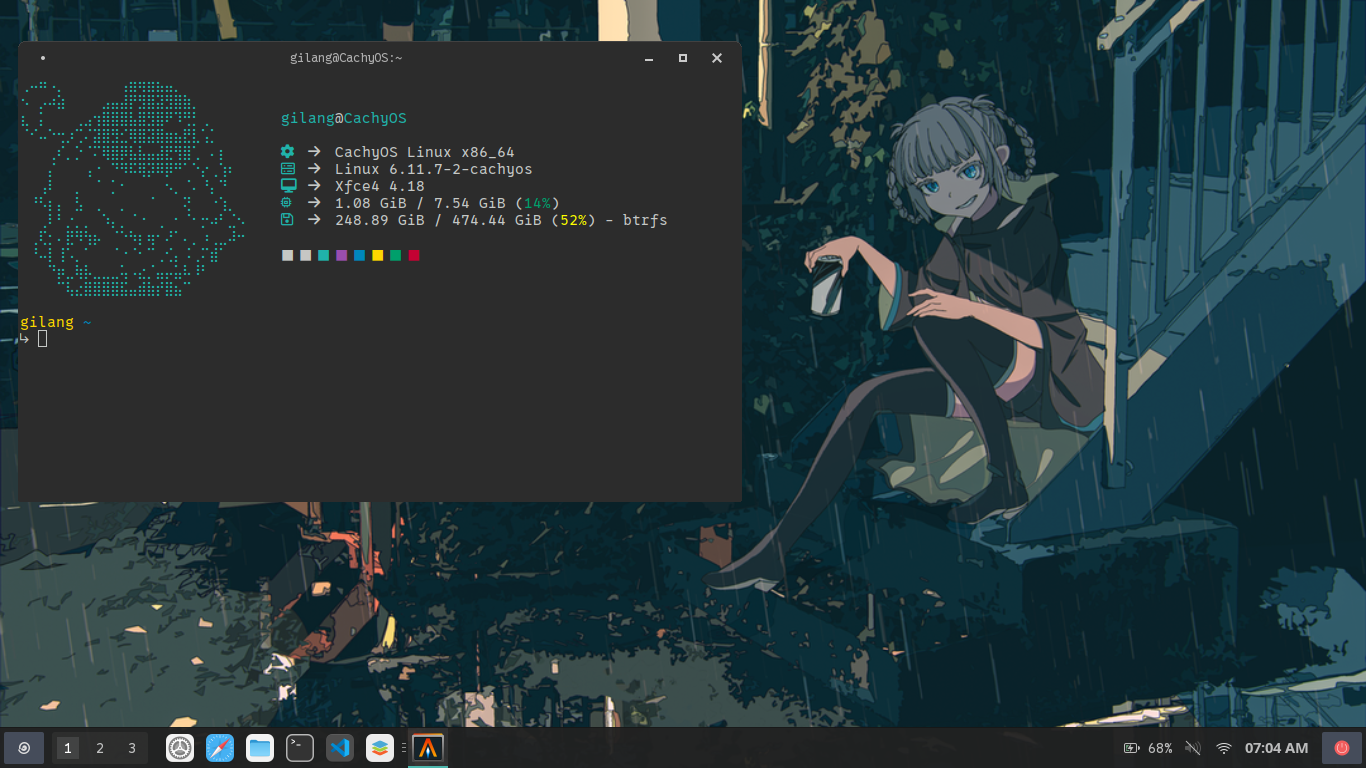 gilang@CachyOS:~
gilang@CachyOS
→ CachyOS Linux x86_64
→ Linux 6.11.7-2-cachyos
→ Xfce4 4.18
→ 1.08 GiB / 7.54 GiB (14%)
→ 248.89 GiB / 474.44 GiB (52%) - btrfs
gilang ~
↳
1 2 3 68% 07:04 AM